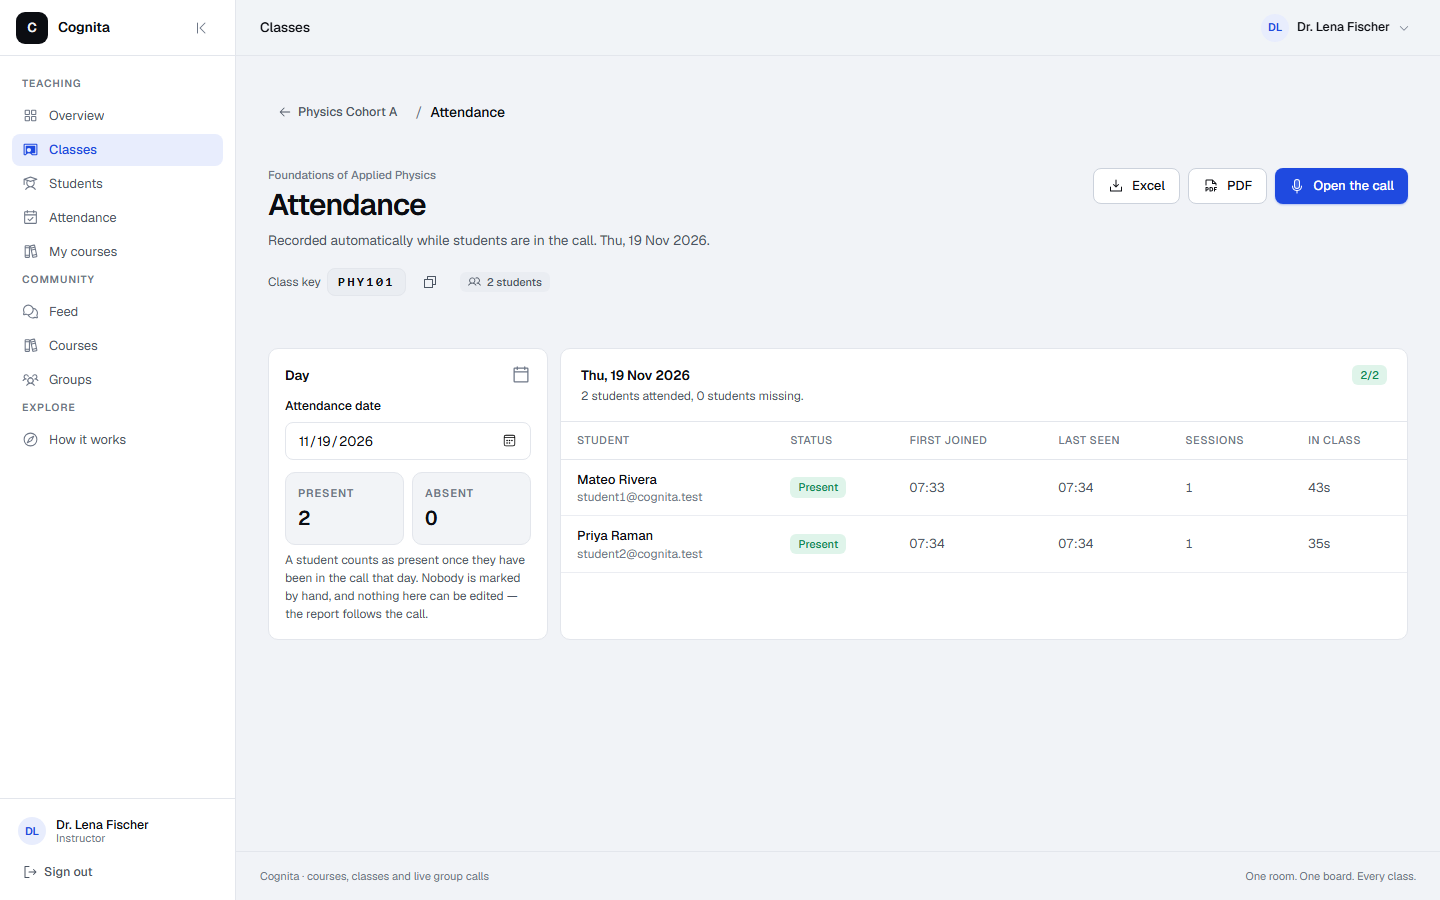 C Cognita
Classes
DL Dr. Lena Fischer
TEACHING
Overview
Classes
Students
Attendance
My courses
COMMUNITY
Feed
Courses
Groups
EXPLORE
How it works
DL Dr. Lena Fischer
Instructor
Sign out
Physics Cohort A / Attendance
Foundations of Applied Physics
Attendance
Recorded automatically while students are in the call. Thu, 19 Nov 2026.
Class key PHY101 2 students
Excel
PDF PDF
Open the call
Day
Attendance date
11/19/2026
PRESENT
2
ABSENT
0
A student counts as present once they have
been in the call that day. Nobody is marked
by hand, and nothing here can be edited —
the report follows the call.
Thu, 19 Nov 2026
2/2
2 students attended, 0 students missing.
STUDENT STATUS FIRST JOINED LAST SEEN SESSIONS IN CLASS
Mateo Rivera
student1@cognita.test
Present 07:33 07:34 1 43s
Priya Raman
student2@cognita.test
Present 07:34 07:34 1 35s
Cognita · courses, classes and live group calls
One room. One board. Every class.